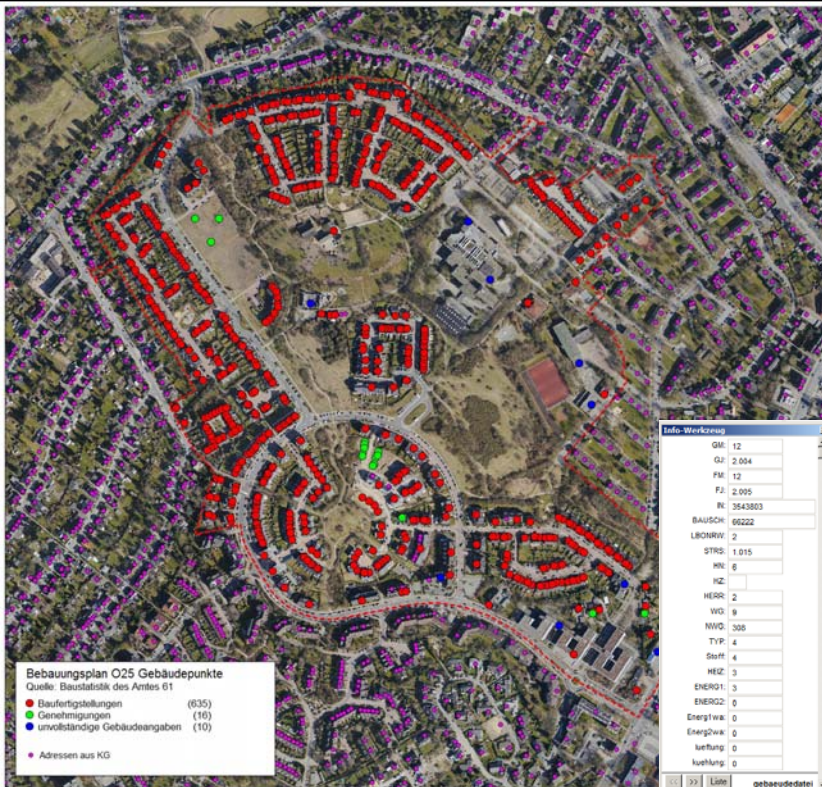 Bebauungsplan O25 Gebäudepunkte
Quelle: Baustatistik des Amtes 61
Baufertigstellungen (635)
Genehmigungen (16)
unvollständige Gebäudeangaben (10)
Adressen aus KG
Info-Werkzeug
GM: 12
GJ: 2.004
FM: 12
FJ: 2.005
IN: 3543803
BAUSCH: 66222
LBONRW: 2
STRS: 1.015
HN: 6
HZ:
HERR: 2
WG: 9
NWG: 308
TYP: 4
Stoff: 4
HEIZ: 3
ENERG1: 3
ENERG2: 6
Energ1wa: 0
Energ2wa: 0
lueftung: 0
kuehlung: 0
<< >> Liste gebaeudedatei